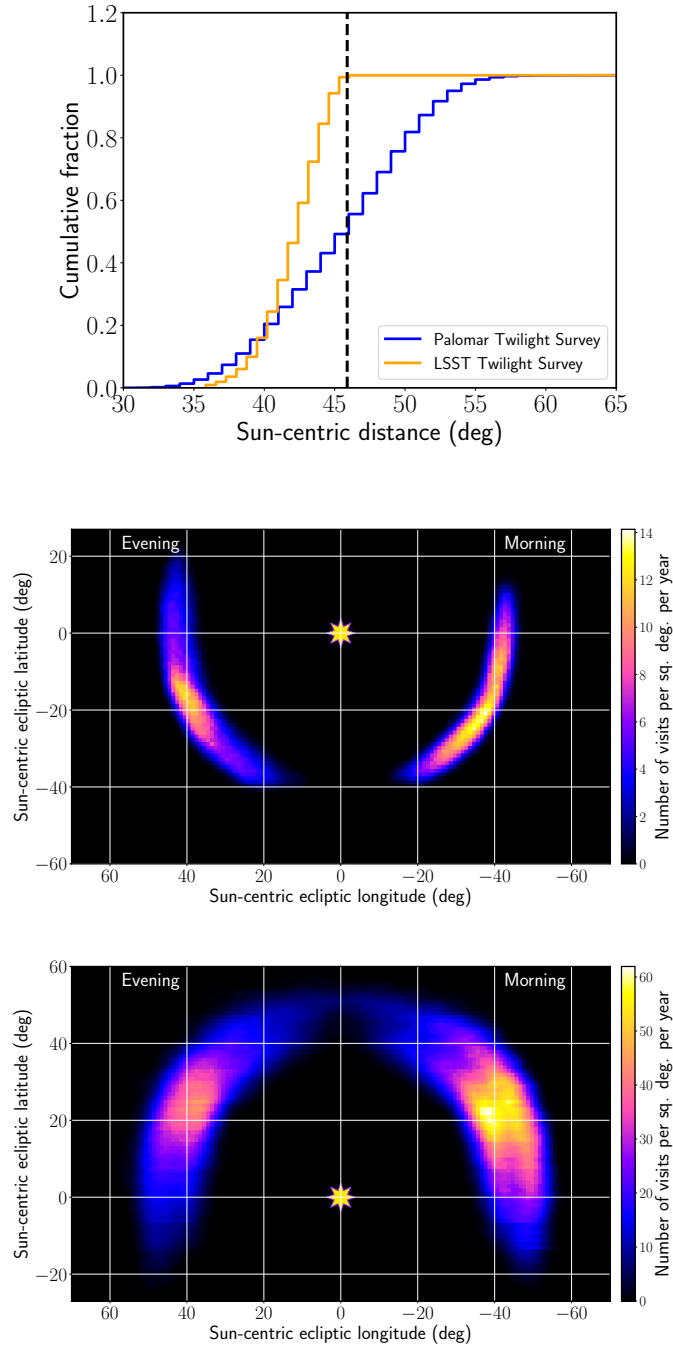 1.2
1.0
0.8
0.6
0.4
0.2
0.0
Cumulative fraction
Palomar Twilight Survey
LSST Twilight Survey
30 35 40 45 50 55 60 65
Sun-centric distance (deg)
Evening
Morning
20
0
−20
−40
−60
Sun-centric ecliptic latitude (deg)
60 40 20 0 −20 −40 −60
Sun-centric ecliptic longitude (deg)
14
12
10
8
6
4
2
0
Number of visits per sq. deg. per year
Evening
Morning
60
40
20
0
−20
Sun-centric ecliptic latitude (deg)
60 40 20 0 −20 −40 −60
Sun-centric ecliptic longitude (deg)
60
50
40
30
20
10
0
Number of visits per sq. deg. per year